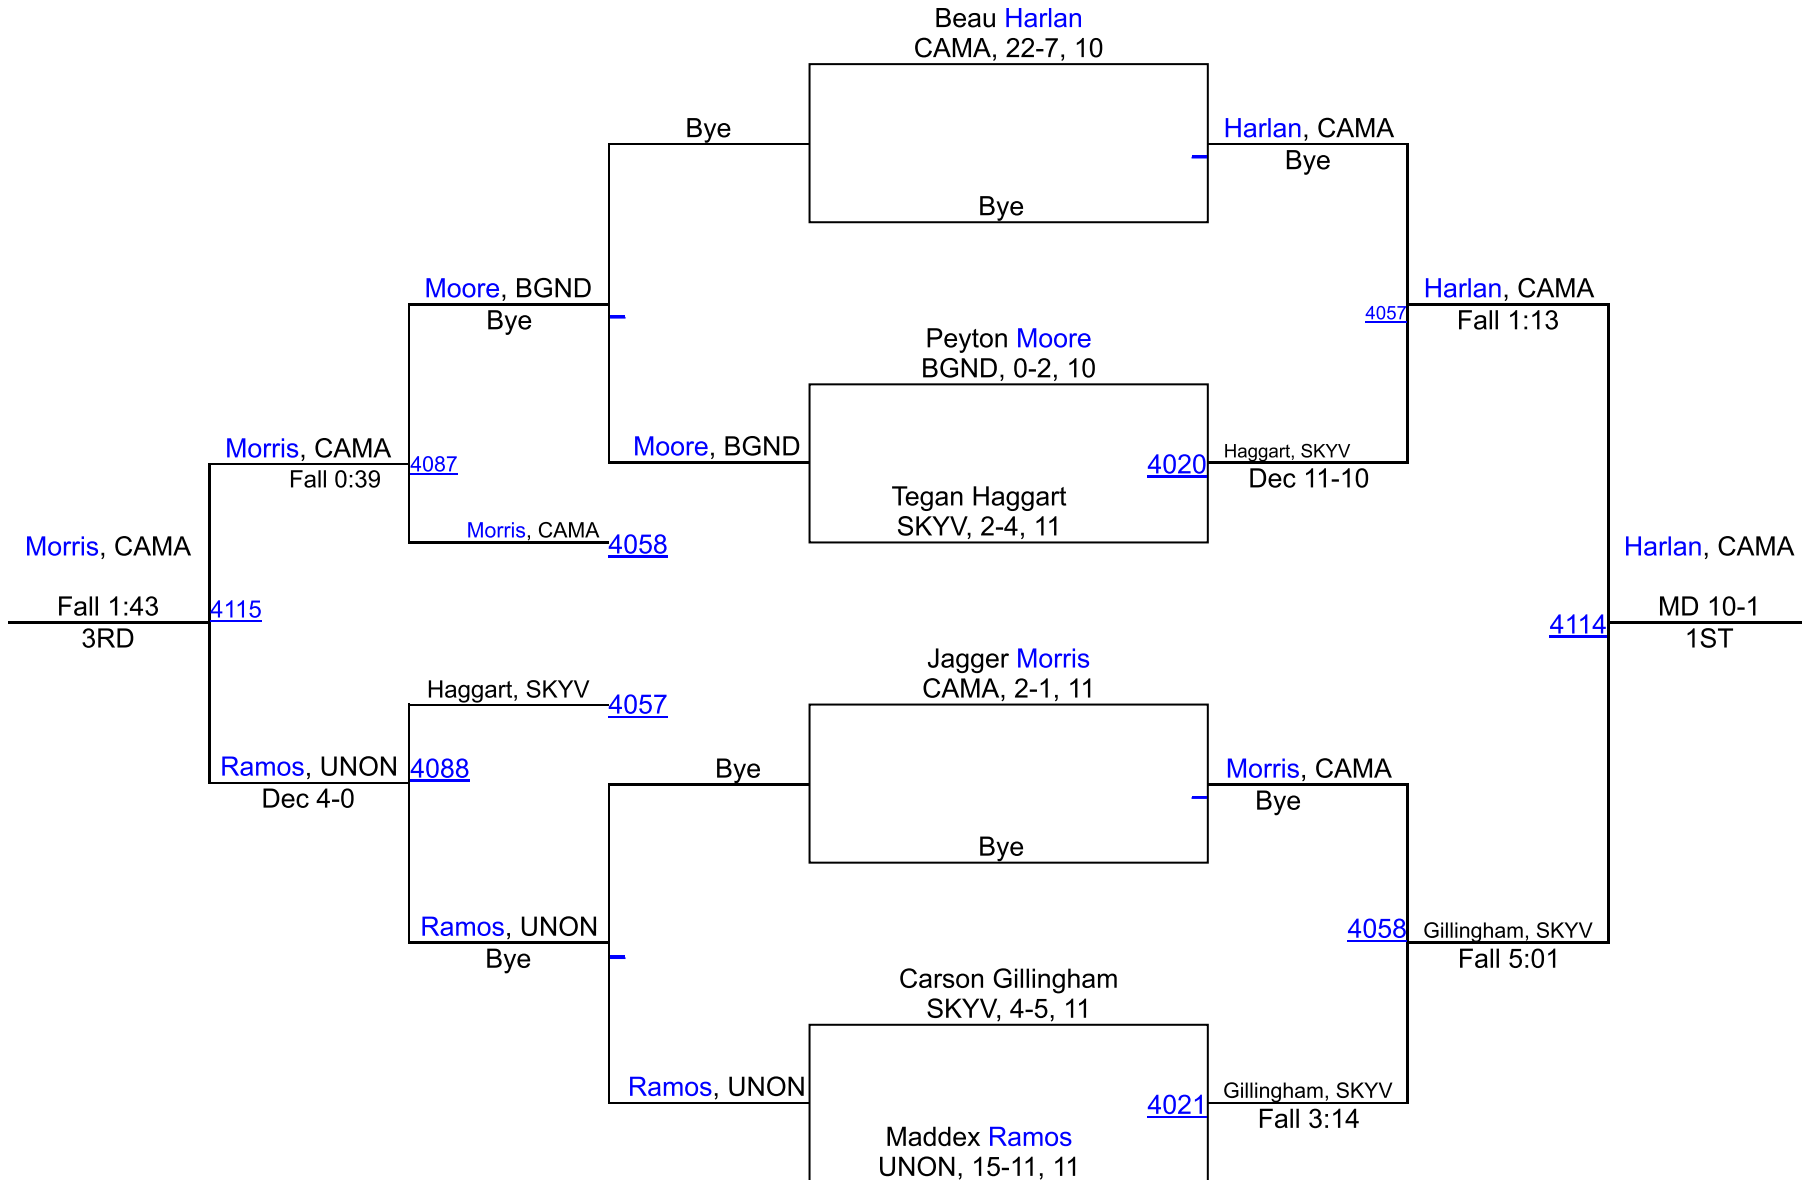 Beau Harlan
CAMA, 22-7, 10
Bye
Harlan, CAMA
Bye
Bye
Moore, BGND
Bye
Harlan, CAMA
4057
Fall 1:13
Peyton Moore
BGND, 0-2, 10
Morris, CAMA
4087
Fall 0:39
Moore, BGND
4020
Haggart, SKYV
Dec 11-10
Tegan Haggart
SKYV, 2-4, 11
Morris, CAMA
4058
Morris, CAMA
Harlan, CAMA
Fall 1:43
4115
3RD
MD 10-1
4114
1ST
Jagger Morris
CAMA, 2-1, 11
Haggart, SKYV
4057
Ramos, UNON
4088
Dec 4-0
Bye
Morris, CAMA
Bye
Bye
Ramos, UNON
Bye
4058
Gillingham, SKYV
Fall 5:01
Carson Gillingham
SKYV, 4-5, 11
Ramos, UNON
4021
Gillingham, SKYV
Fall 3:14
Maddex Ramos
UNON, 15-11, 11